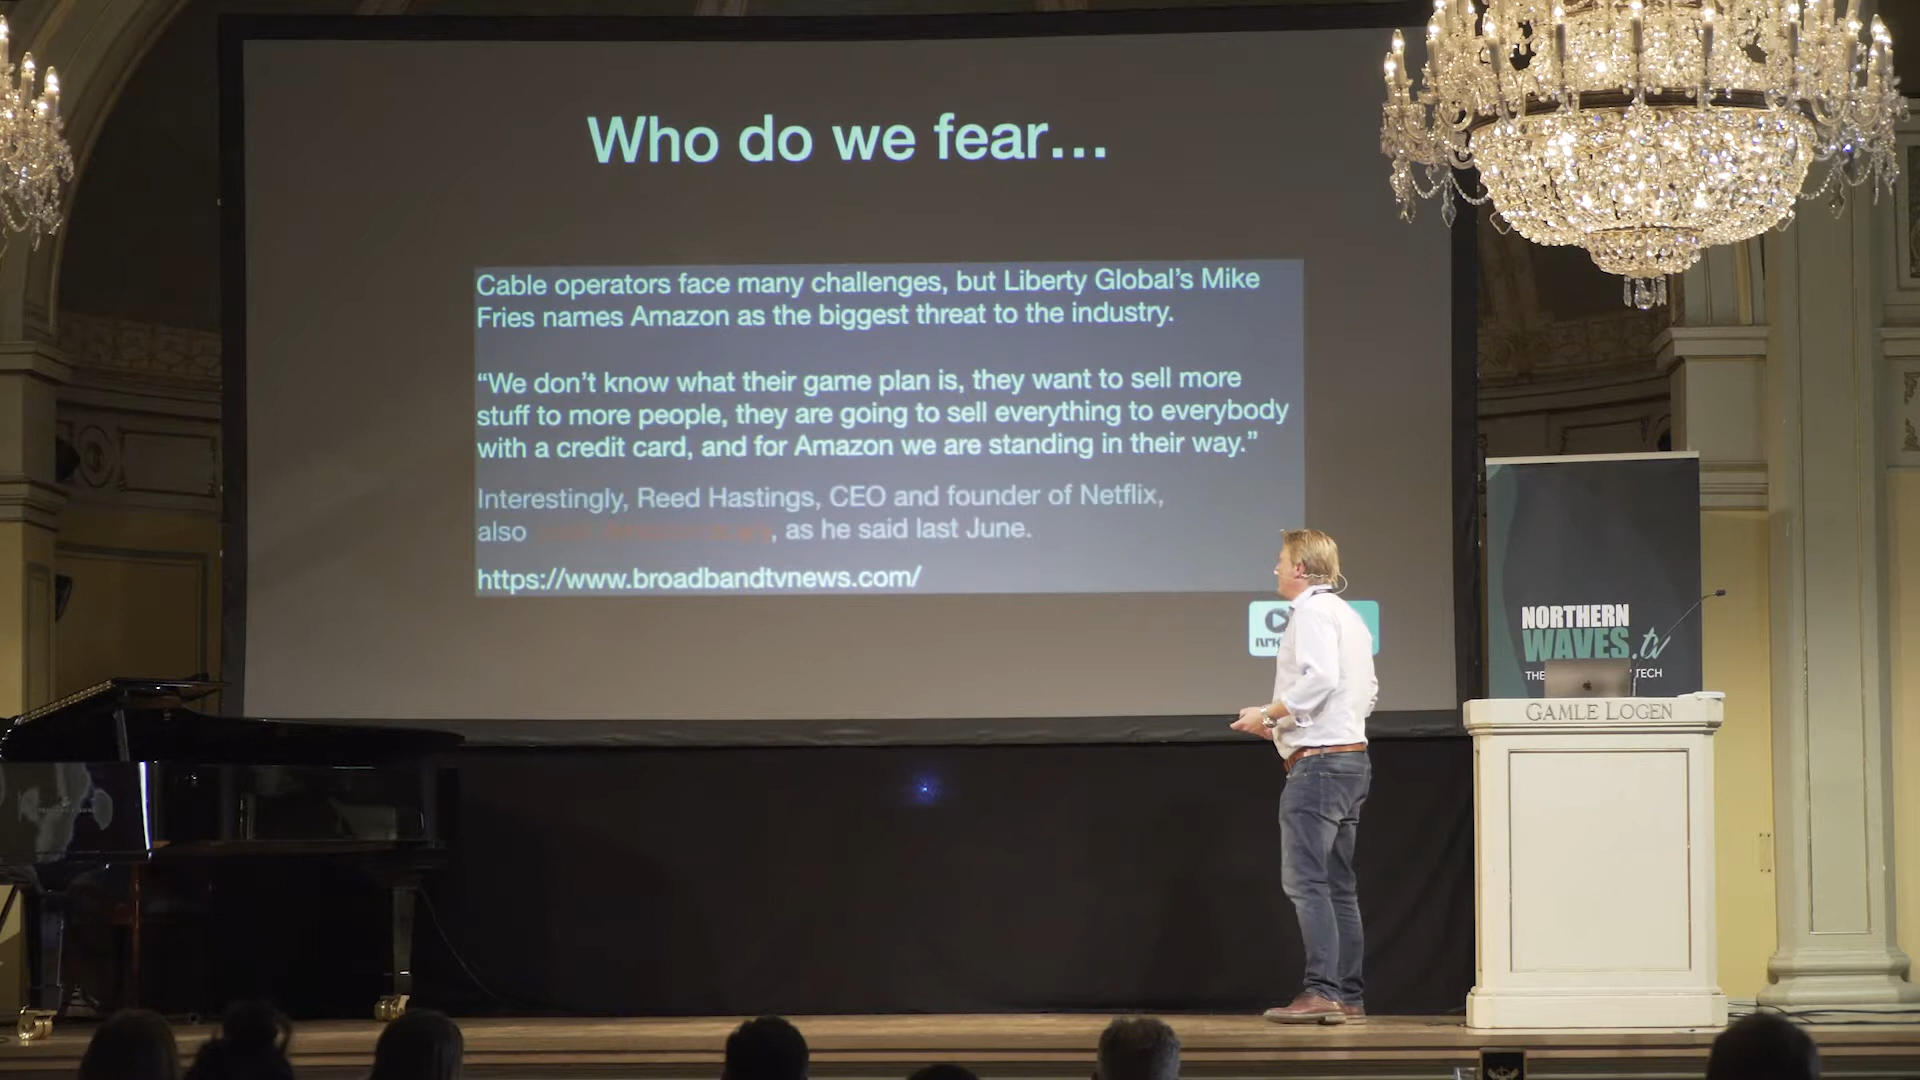 Who do we fear...
Cable operators face many challenges, but Liberty Global's Mike
Fries names Amazon as the biggest threat to the industry.
“We don't know what their game plan is, they want to sell more
stuff to more people, they are going to sell everything to everybody
with a credit card, and for Amazon we are standing in their way.”
Interestingly, Reed Hastings, CEO and founder of Netflix,
also , as he said last June.
https://www.broadbandtvnews.com/
NORTHERN
WAVES.tv
TECH
GAMLE LOGEN